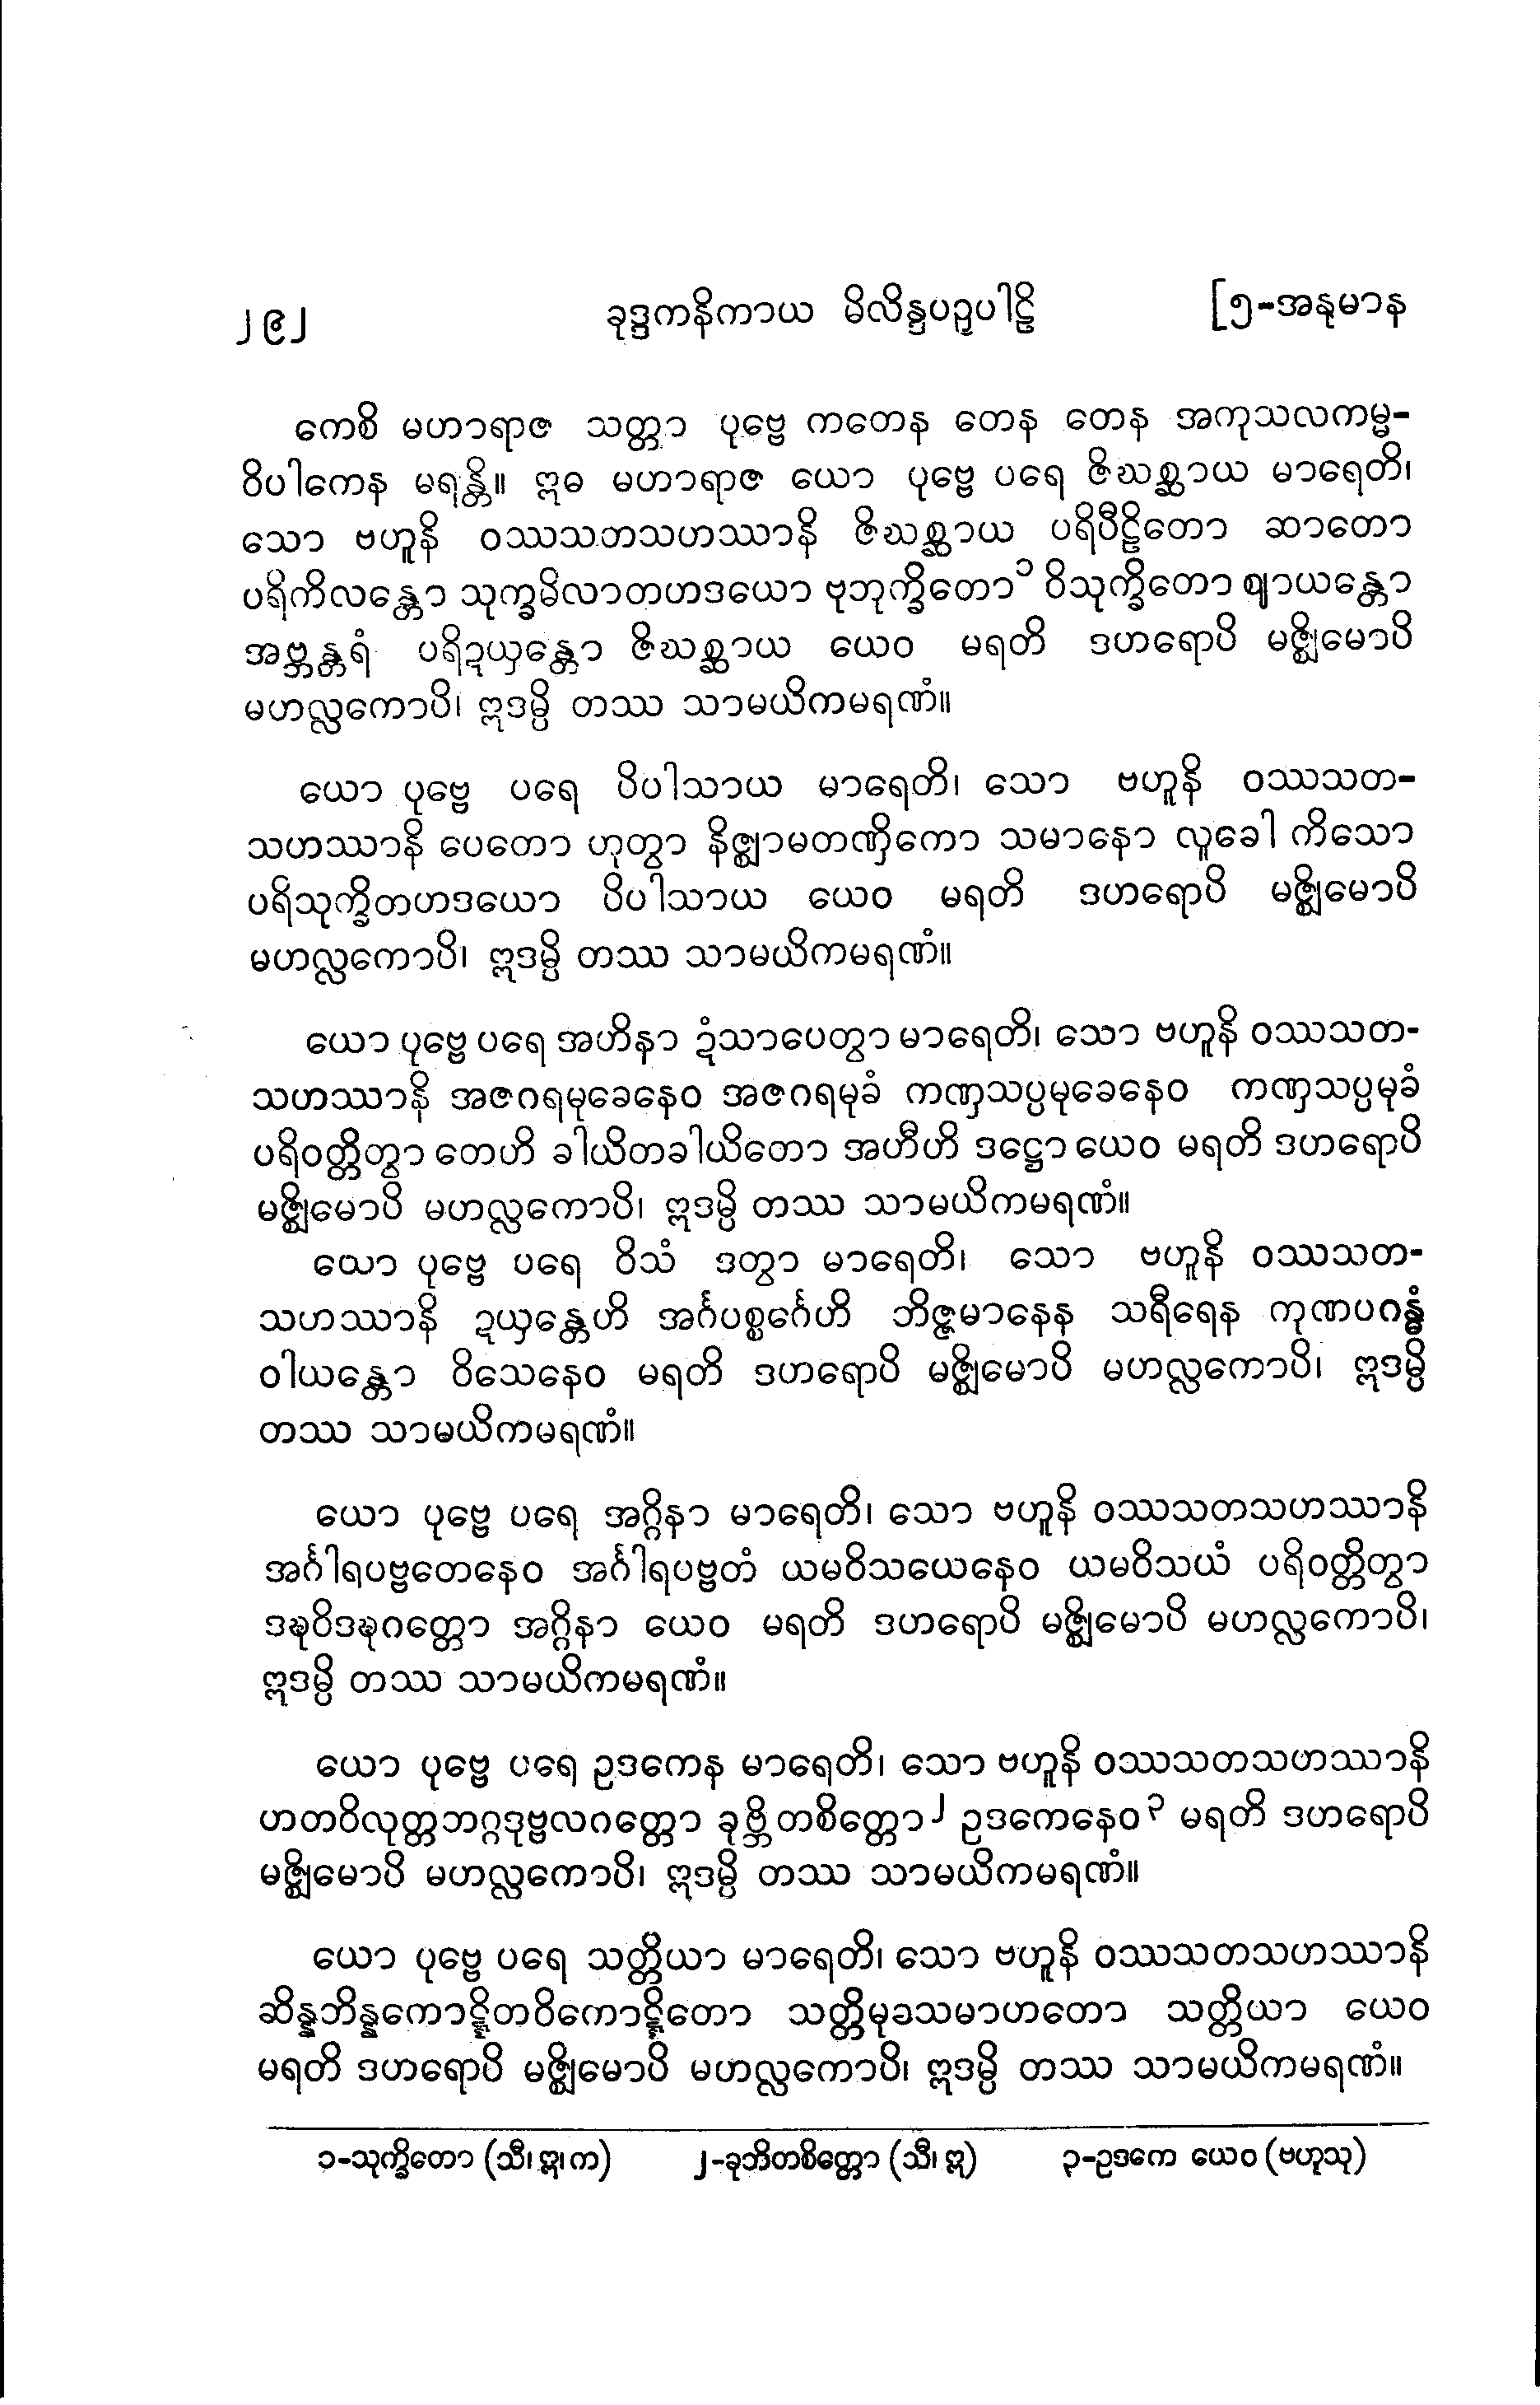 ၂၉၂ ခုဒ္ဒကနိကာယ မိလိန္ဒပဉှပါဠိ [၅-အနုမာန
ကေစိ မဟာရာဇ သတ္တာ ပုဗ္ဗေ ကတေန တေန တေန အကုသလကမ္မ-
ဝိပါကေန မရန္တိ။ ဣဓ မဟာရာဇ ယော ပုဗ္ဗေ ပရေ ဇိဃစ္ဆာယ မာရေတိ၊
သော ဗဟူနိ ဝဿသတသဟဿာနိ ဇိဃစ္ဆာယ ပရိပီဠိတော ဆာတော
ပရိကိလန္တော သုက္ခမိလာတဟဒယော ဗုဘုက္ခိတော၁ ဝိသုက္ခိတော ဈာယန္တော
အဗ္ဘန္တရံ ပရိဍယှန္တော ဇိဃစ္ဆာယ ယေဝ မရတိ ဒဟရောပိ မဇ္ဈိမောပိ
မဟလ္လကောပိ၊ ဣဒမ္ပိ တဿ သာမယိကမရဏံ။
ယော ပုဗ္ဗေ ပရေ ပိပါသာယ မာရေတိ၊ သော ဗဟူနိ ဝဿသတ-
သဟဿာနိ ပေတော ဟုတွာ နိဇ္ဈာမတဏှိကော သမာနော လူခေါ ကိသော
ပရိသုက္ခိတဟဒယော ပိပါသာယ ယေဝ မရတိ ဒဟရောပိ မဇ္ဈိမောပိ
မဟလ္လကောပိ၊ ဣဒမ္ပိ တဿ သာမယိကမရဏံ။
ယော ပုဗ္ဗေ ပရေ အဟိနာ ဍံသာပေတွာ မာရေတိ၊ သော ဗဟူနိ ဝဿသတ-
သဟဿာနိ အဇဂရမုခေနေဝ အဇဂရမုခံ ကဏှသပ္ပမုခေနေဝ ကဏှသပ္ပမုခံ
ပရိဝတ္တိတွာ တေဟိ ခါယိတခါယိတော အဟီဟိ ဒဋ္ဌော ယေဝ မရတိ ဒဟရောပိ
မဇ္ဈိမောပိ မဟလ္လကောပိ၊ ဣဒမ္ပိ တဿ သာမယိကမရဏံ။
ယော ပုဗ္ဗေ ပရေ ဝိသံ ဒတွာ မာရေတိ၊ သော ဗဟူနိ ဝဿသတ-
သဟဿာနိ ဍယှန္တေဟိ အင်္ဂပစ္စင်္ဂေဟိ ဘိဇ္ဇမာနေန သရီရေန ကုဏပဂန္ဓံ
ဝါယန္တော ဝိသေနေဝ မရတိ ဒဟရောပိ မဇ္ဈိမောပိ မဟလ္လကောပိ၊ ဣဒမ္ပိ
တဿ သာမယိကမရဏံ။
ယော ပုဗ္ဗေ ပရေ အဂ္ဂိနာ မာရေတိ၊ သော ဗဟူနိ ဝဿသတသဟဿာနိ
အင်္ဂါရပဗ္ဗတေနေဝ အင်္ဂါရပဗ္ဗတံ ယမဝိသယေနေဝ ယမဝိသယံ ပရိဝတ္တိတွာ
ဒဍ္ဎဝိဒဍ္ဎဂတ္တော အဂ္ဂိနာ ယေဝ မရတိ ဒဟရောပိ မဇ္ဈိမောပိ မဟလ္လကောပိ၊
ဣဒမ္ပိ တဿ သာမယိကမရဏံ။
ယော ပုဗ္ဗေ ပရေ ဥဒကေန မာရေတိ၊ သော ဗဟူနိ ဝဿသတသဟဿာနိ
ဟတဝိလုတ္တဘဂ္ဂဒုဗ္ဗလဂတ္တော ခုဗ္ဘိတစိတ္တော၂ ဥဒကေနေဝ၃ မရတိ ဒဟရောပိ
မဇ္ဈိမောပိ မဟလ္လကောပိ၊ ဣဒမ္ပိ တဿ သာမယိကမရဏံ။
ယော ပုဗ္ဗေ ပရေ သတ္တိယာ မာရေတိ၊ သော ဗဟူနိ ဝဿသတသဟဿာနိ
ဆိန္နဘိန္နကောဋ္ဋိတဝိကောဋ္ဋိတော သတ္တိမုခသမာဟတော သတ္တိယာ ယေဝ
မရတိ ဒဟရောပိ မဇ္ဈိမောပိ မဟလ္လကောပိ၊ ဣဒမ္ပိ တဿ သာမယိကမရဏံ။
၁-သုက္ခိတော (သီ၊ ဣ၊ က) ၂-ခုဘိတစိတ္တော (သီ၊ ဣ) ၃-ဥဒကေ ယေဝ (ဗဟူသု)